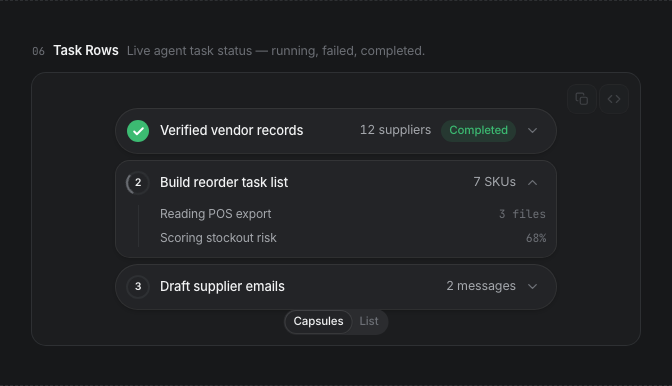 06 Task Rows Live agent task status — running, failed, completed.
Verified vendor records 12 suppliers Completed
2 Build reorder task list 7 SKUs
Reading POS export 3 files
Scoring stockout risk 68%
3 Draft supplier emails 2 messages
Capsules List